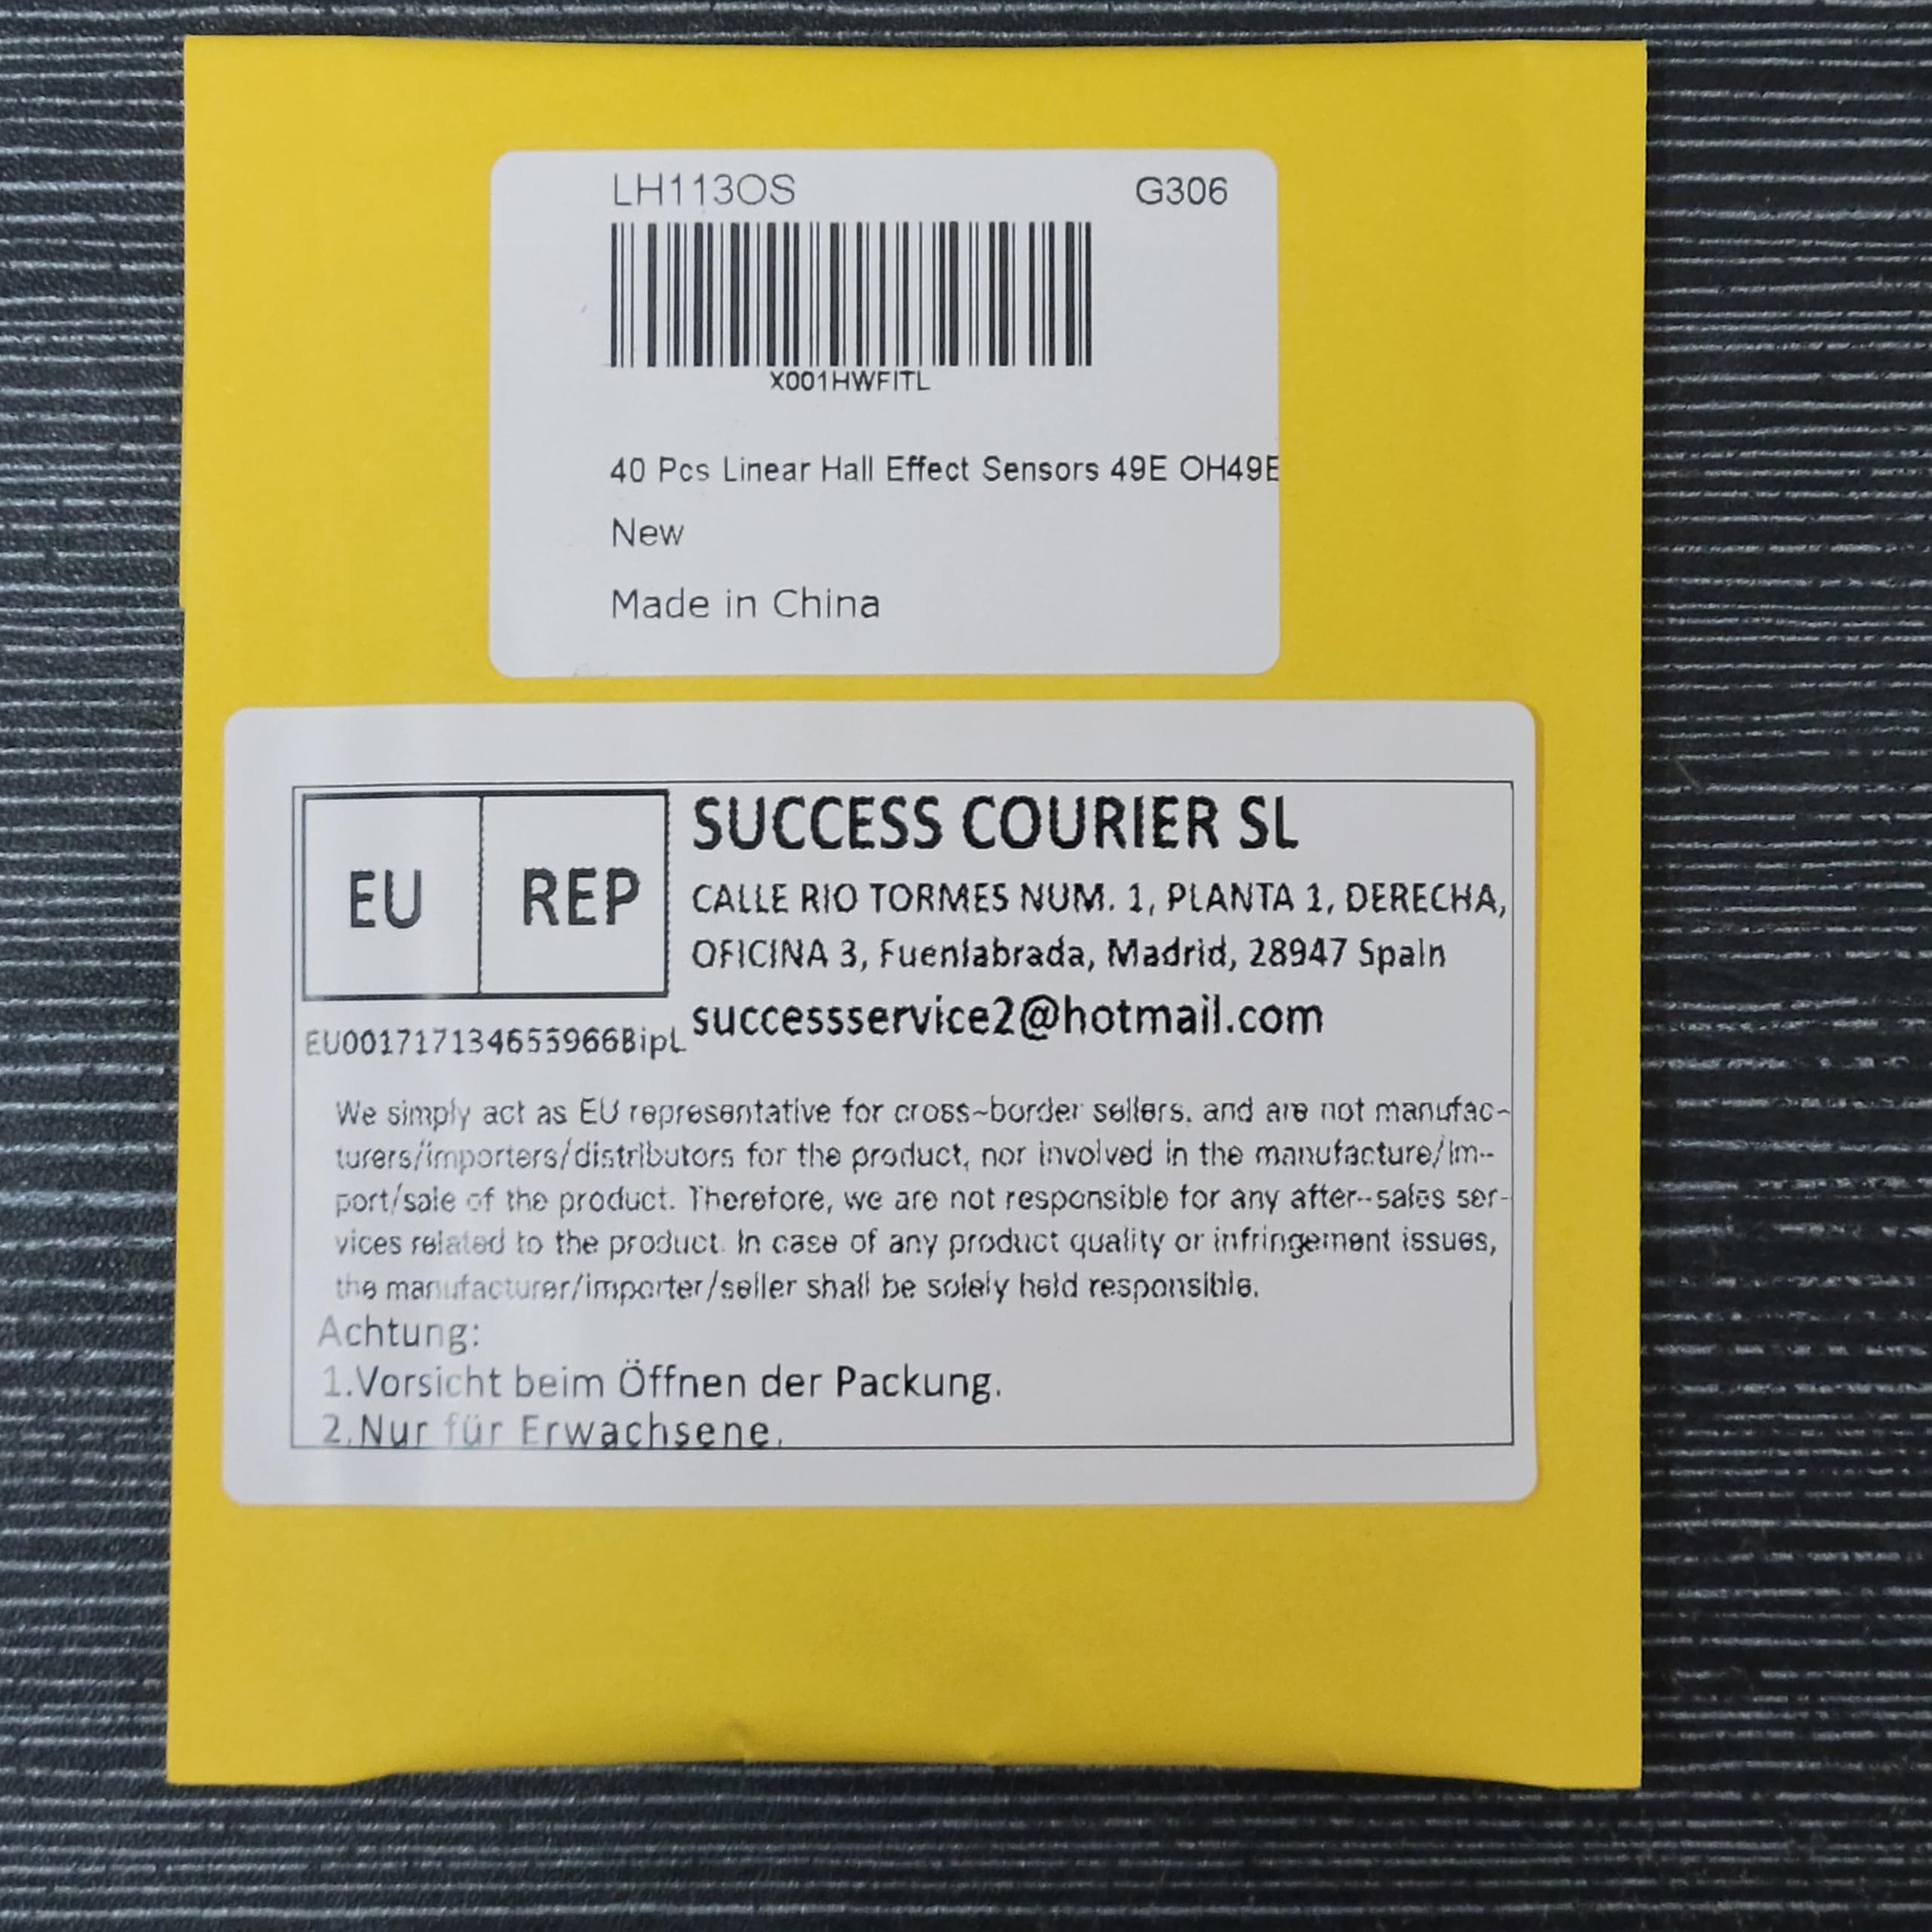 LH113OS G306
X001HWFITL
40 Pcs Linear Hall Effect Sensors 49E OH49E
New
Made in China
EU REP
SUCCESS COURIER SL
CALLE RIO TORMES NUM. 1, PLANTA 1, DERECHA,
OFICINA 3, Fuenlabrada, Madrid, 28947 Spain
successservice2@hotmail.com
EU001717134655966BipL
We simply act as EU representative for cross-border sellers, and are not manufac-
turers/importers/distributors for the product, nor involved in the manufacture/im-
port/sale of the product. Therefore, we are not responsible for any after-sales ser-
vices related to the product. In case of any product quality or infringement issues,
the manufacturer/importer/seller shall be solely held responsible.
Achtung:
1.Vorsicht beim Öffnen der Packung.
2.Nur für Erwachsene.